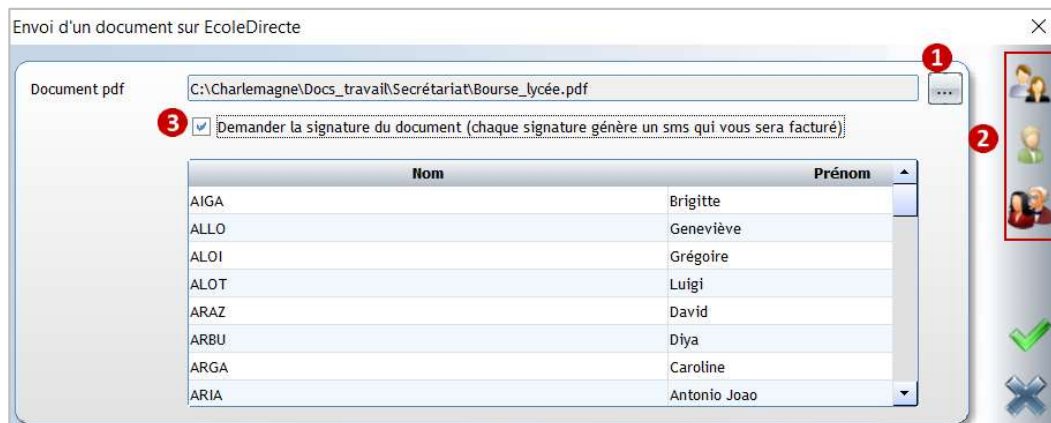 Envoi d'un document sur EcoleDirecte
1
Document pdf C:\Charlemagne\Docs_travail\Secrétariat\Bourse_lycée.pdf ...
3 Demander la signature du document (chaque signature génère un sms qui vous sera facturé)
2
Nom Prénom
AIGA Brigitte
ALLO Geneviève
ALOI Grégoire
ALOT Luigi
ARAZ David
ARBU Diya
ARGA Caroline
ARIA Antonio Joao